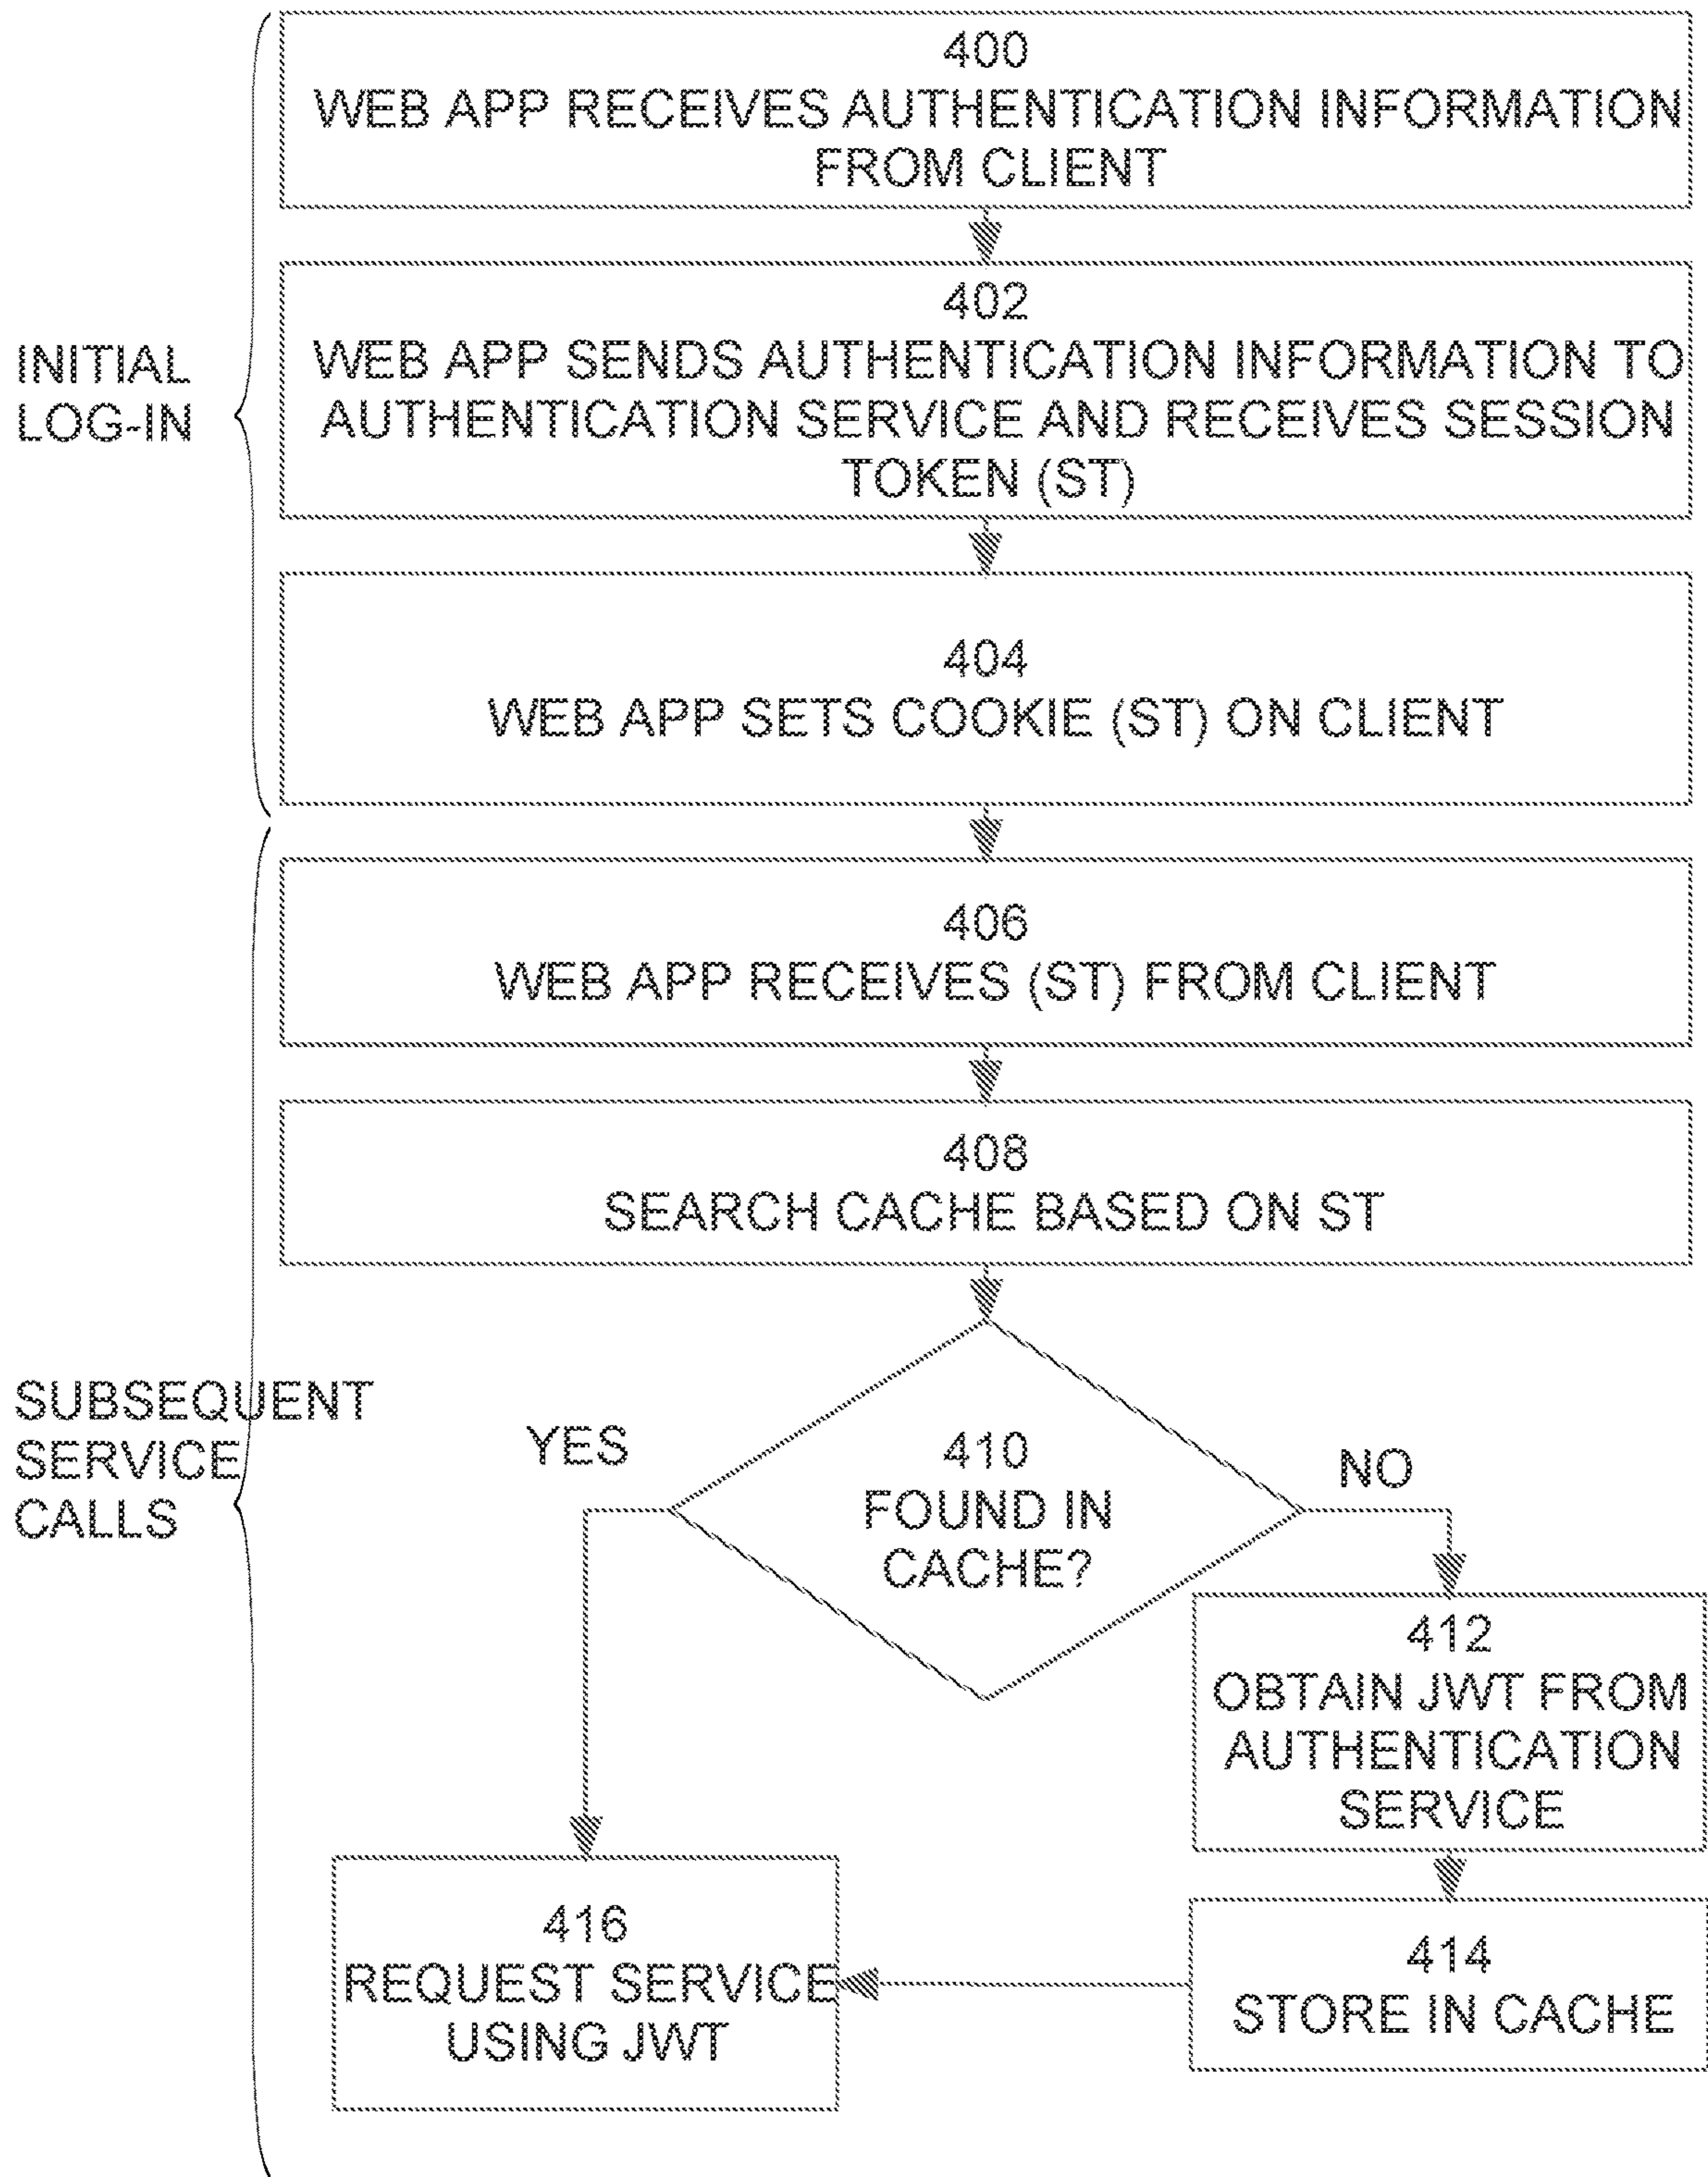 400
WEB APP RECEIVES AUTHENTICATION INFORMATION
FROM CLIENT
INITIAL
LOG-IN
402
WEB APP SENDS AUTHENTICATION INFORMATION TO
AUTHENTICATION SERVICE AND RECEIVES SESSION
TOKEN (ST)
404
WEB APP SETS COOKIE (ST) ON CLIENT
406
WEB APP RECEIVES (ST) FROM CLIENT
408
SEARCH CACHE BASED ON ST
SUBSEQUENT
SERVICE
CALLS
YES
410
FOUND IN
CACHE?
NO
412
OBTAIN JWT FROM
AUTHENTICATION
SERVICE
414
STORE IN CACHE
416
REQUEST SERVICE
USING JWT